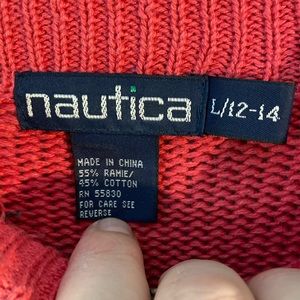 nautica
L/12-14
MADE IN CHINA
55% RAMIE/
45% COTTON
RN 55830
FOR CARE SEE
REVERSE